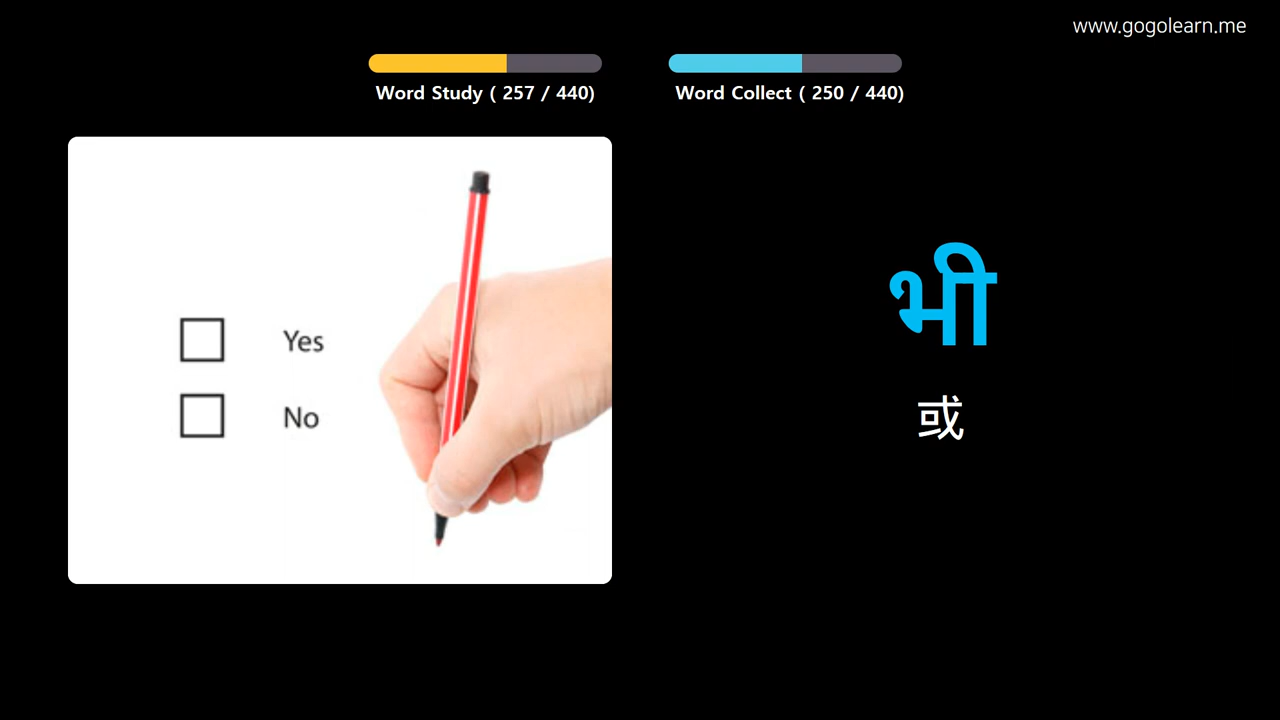 www.gogolearn.me
Word Study ( 257 / 440)
Word Collect ( 250 / 440)
Yes
No
भी
或